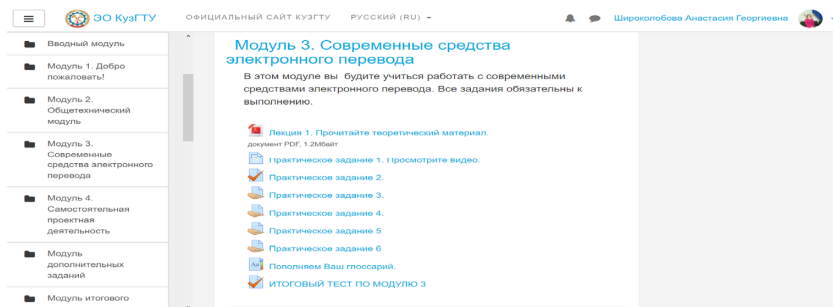 ЭО КузГТУ
ОФИЦИАЛЬНЫЙ САЙТ КУЗГТУ
РУССКИЙ (RU)
Широколобова Анастасия Георгиевна
Вводный модуль
Модуль 1. Добро
пожаловать!
Модуль 2.
Общетехнический
модуль
Модуль 3.
Современные
средства электронного
перевода
Модуль 4.
Самостоятельная
проектная
деятельность
Модуль
дополнительных
заданий
Модуль итогового
Модуль 3. Современные средства
электронного перевода
В этом модуле вы будите учиться работать с современными
средствами электронного перевода. Все задания обязательны к
выполнению.
Лекция 1. Прочитайте теоретический материал.
документ PDF, 1.2Мбайт
Практическое задание 1. Просмотрите видео.
Практическое задание 2.
Практическое задание 3.
Практическое задание 4.
Практическое задание 5
Практическое задание 6
Пополняем Ваш глоссарий.
ИТОГОВЫЙ ТЕСТ ПО МОДУЛЮ 3